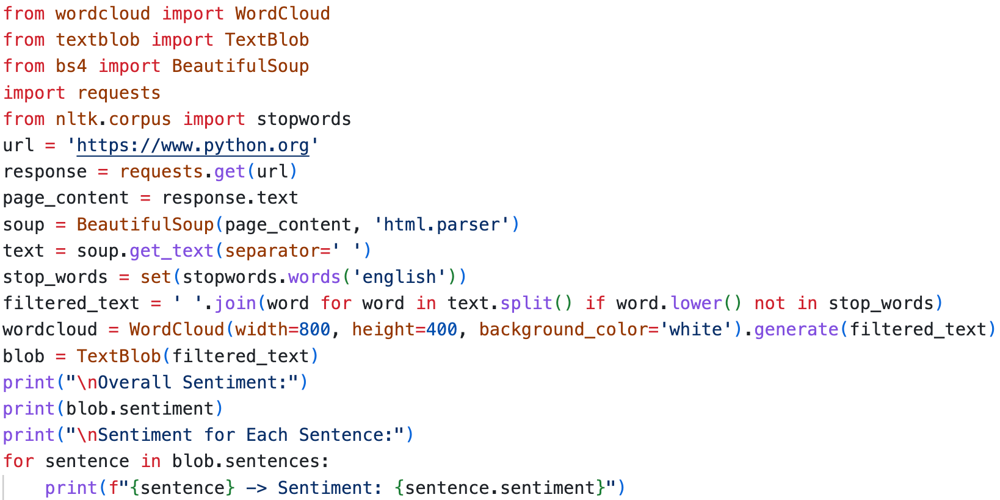 from wordcloud import WordCloud
from textblob import TextBlob
from bs4 import BeautifulSoup
import requests
from nltk.corpus import stopwords
url = 'https://www.python.org'
response = requests.get(url)
page_content = response.text
soup = BeautifulSoup(page_content, 'html.parser')
text = soup.get_text(separator=' ')
stop_words = set(stopwords.words('english'))
filtered_text = ' '.join(word for word in text.split() if word.lower() not in stop_words)
wordcloud = WordCloud(width=800, height=400, background_color='white').generate(filtered_text)
blob = TextBlob(filtered_text)
print("\nOverall Sentiment:")
print(blob.sentiment)
print("\nSentiment for Each Sentence:")
for sentence in blob.sentences:
    print(f"{sentence} -> Sentiment: {sentence.sentiment}")